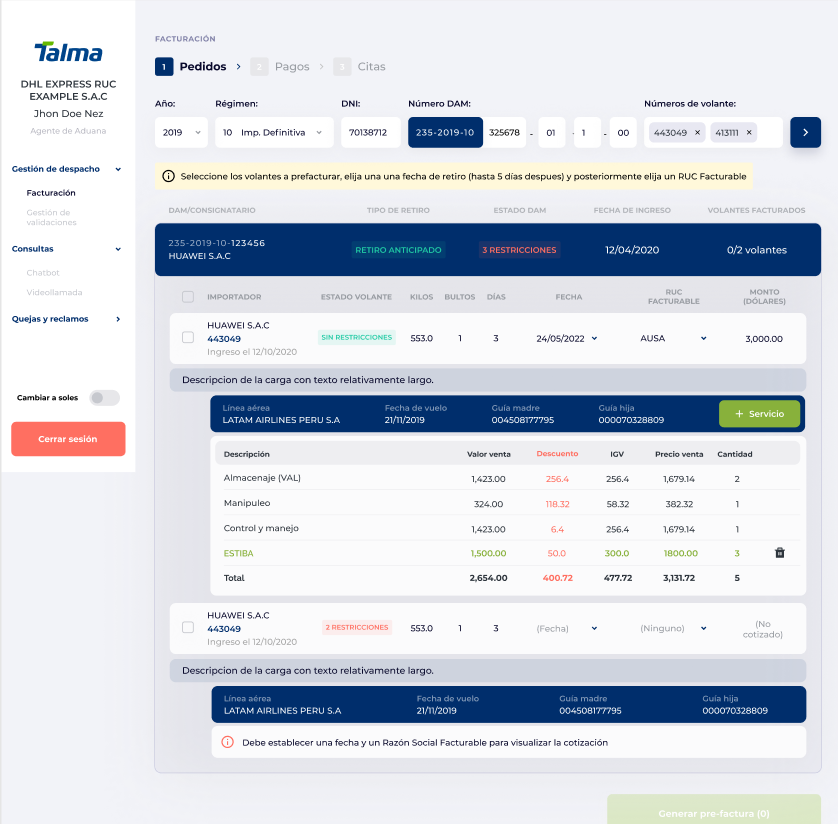 Talma
DHL EXPRESS RUC
EXAMPLE S.A.C
Jhon Doe Nez
Agente de Aduana
Gestión de despacho
Facturación
Gestión de
validaciones
Consultas
Chatbot
Videollamada
Quejas y reclamos
Cambiar a soles
Cerrar sesión
FACTURACIÓN
1 Pedidos > 2 Pagos > 3 Citas
Año: Régimen: DNI: Número DAM: Números de volante:
2019 10 Imp. Definitiva 70138712 235-2019-10 325678 - 01 - 1 - 00 443049 × 413111 ×
Seleccione los volantes a prefacturar, elija una una fecha de retiro (hasta 5 días despues) y posteriormente elija un RUC Facturable
DAM/CONSIGNATARIO TIPO DE RETIRO ESTADO DAM FECHA DE INGRESO VOLANTES FACTURADOS
235-2019-10-123456
HUAWEI S.A.C RETIRO ANTICIPADO 3 RESTRICCIONES 12/04/2020 0/2 volantes
IMPORTADOR ESTADO VOLANTE KILOS BULTOS DÍAS FECHA RUC FACTURABLE MONTO (DÓLARES)
HUAWEI S.A.C
443049 SIN RESTRICCIONES 553.0 1 3 24/05/2022 AUSA 3,000.00
Ingreso el 12/10/2020
Descripcion de la carga con texto relativamente largo.
Línea aérea Fecha de vuelo Guía madre Guía hija
LATAM AIRLINES PERU S.A 21/11/2019 004508177795 000070328809 + Servicio
Descripción Valor venta Descuento IGV Precio venta Cantidad
Almacenaje (VAL) 1,423.00 256.4 256.4 1,679.14 2
Manipuleo 324.00 118.32 58.32 382.32 1
Control y manejo 1,423.00 6.4 256.4 1,679.14 1
ESTIBA 1,500.00 50.0 300.0 1800.00 3
Total 2,654.00 400.72 477.72 3,131.72 5
HUAWEI S.A.C
443049 2 RESTRICCIONES 553.0 1 3 (Fecha) (Ninguno) (No cotizado)
Ingreso el 12/10/2020
Descripcion de la carga con texto relativamente largo.
Línea aérea Fecha de vuelo Guía madre Guía hija
LATAM AIRLINES PERU S.A 21/11/2019 004508177795 000070328809
Debe establecer una fecha y un Razón Social Facturable para visualizar la cotización
Generar pre-factura (0)